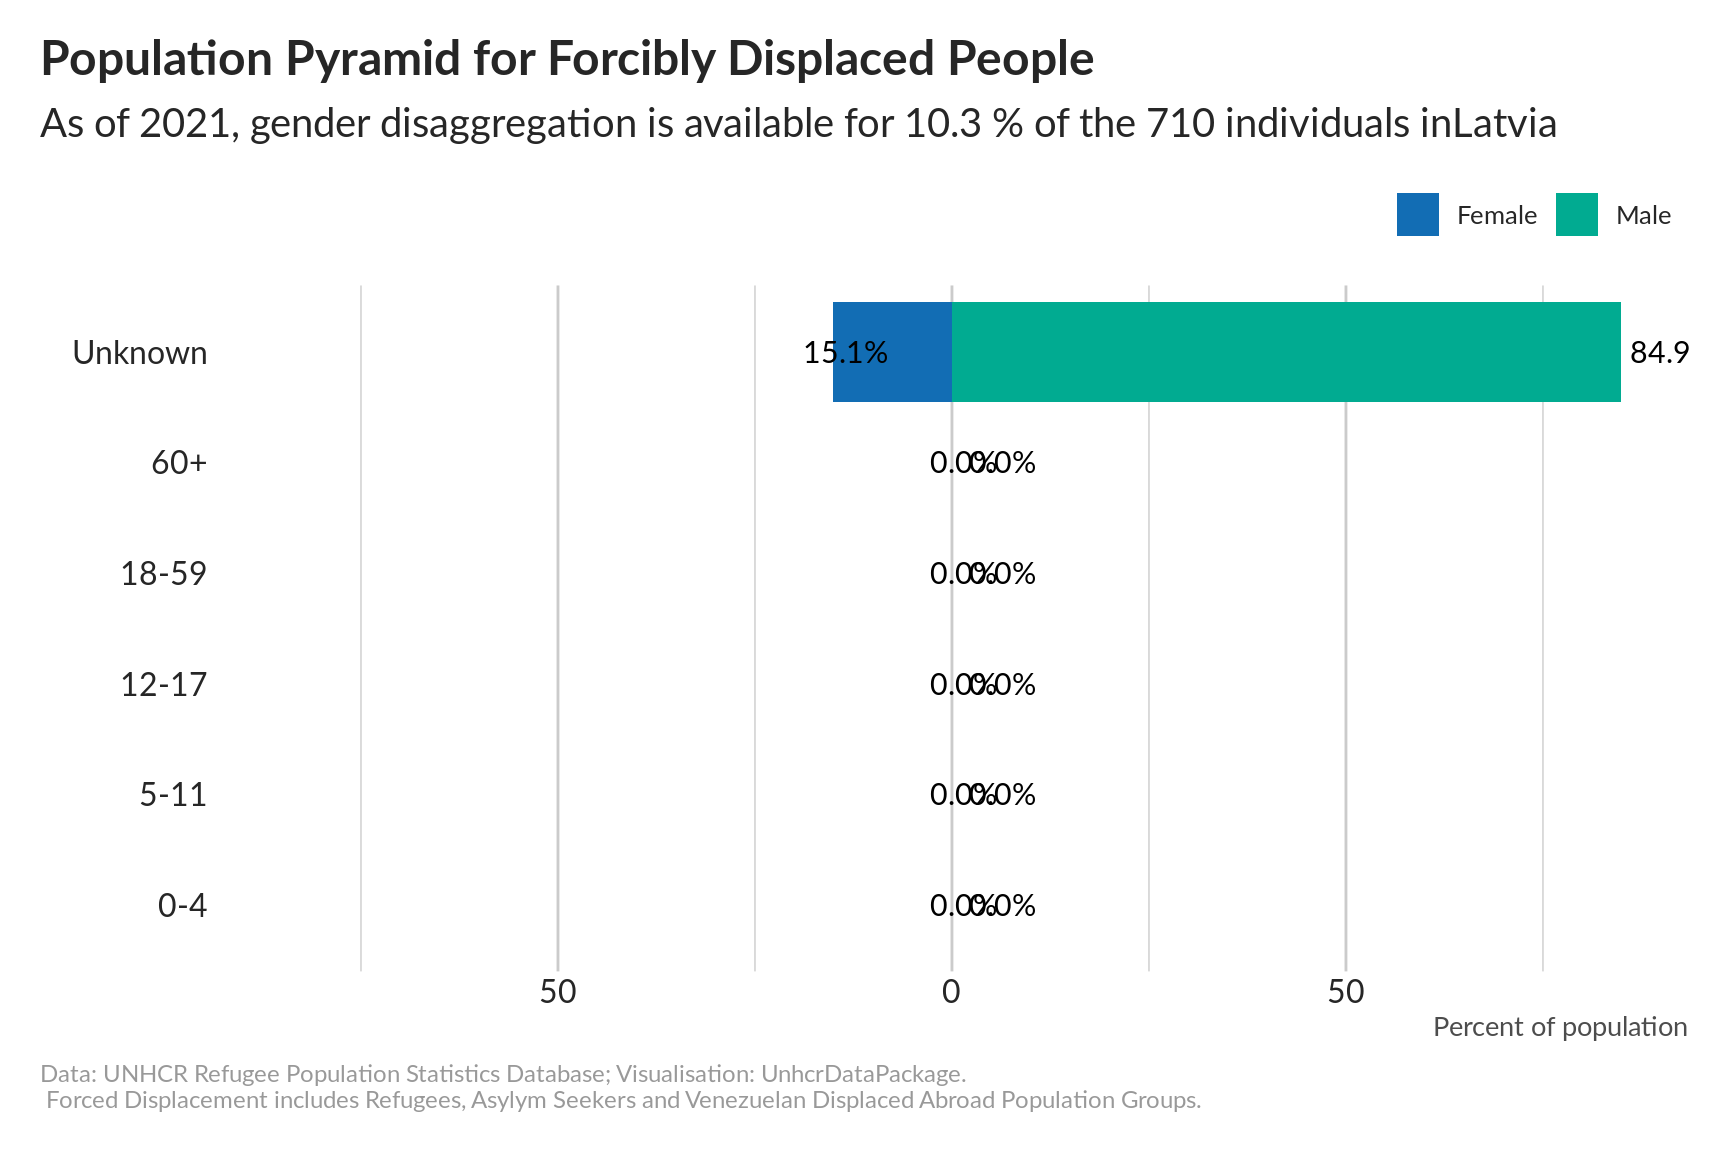 Population Pyramid for Forcibly Displaced People
As of 2021, gender disaggregation is available for 10.3 % of the 710 individuals inLatvia
Female
Male
Unknown
15.1%
84.9
60+
0.0%
0.0%
18-59
0.0%
0.0%
12-17
0.0%
0.0%
5-11
0.0%
0.0%
0-4
0.0%
0.0%
50
0
50
Percent of population
Data: UNHCR Refugee Population Statistics Database; Visualisation: UnhcrDataPackage.
Forced Displacement includes Refugees, Asylym Seekers and Venezuelan Displaced Abroad Population Groups.